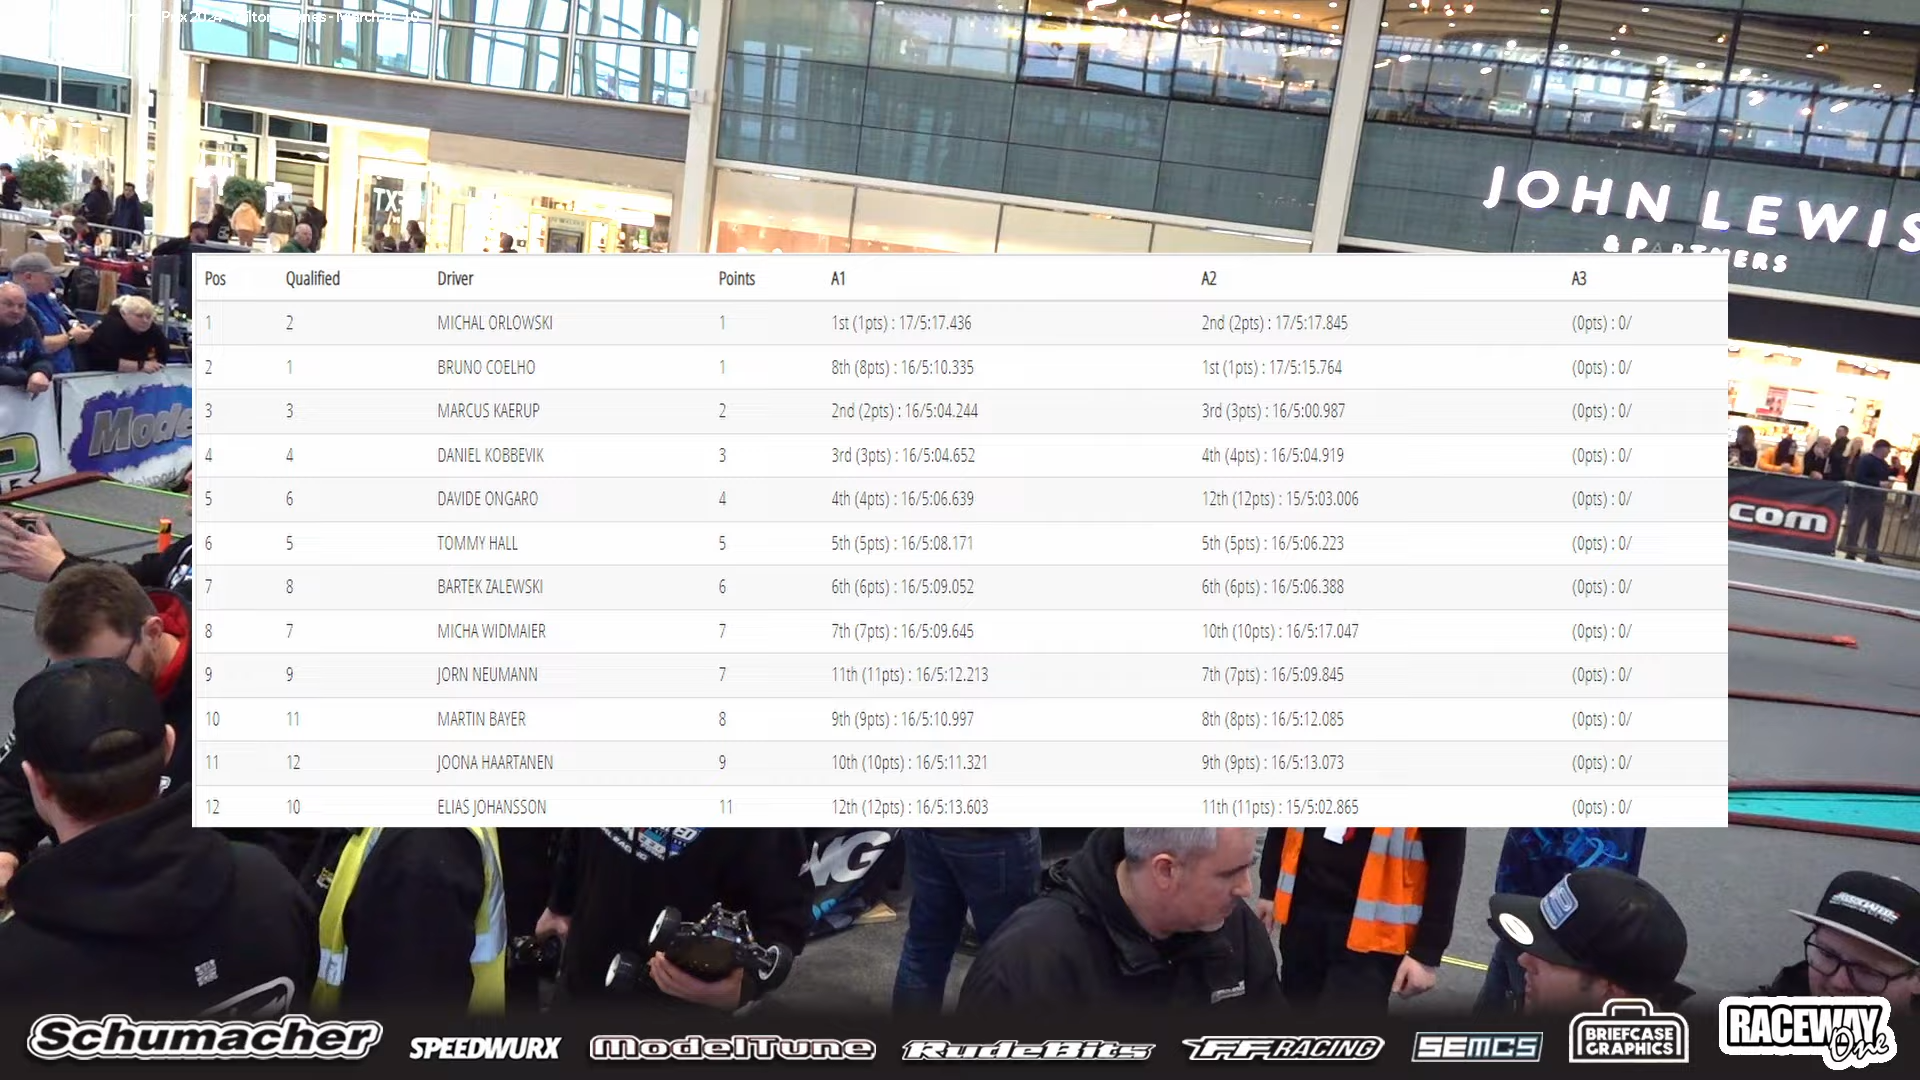 JOHN LEWIS
& PARTNERS
Pos Qualified Driver Points A1 A2 A3
1 2 MICHAL ORLOWSKI 1 1st (1pts) : 17/5:17.436 2nd (2pts) : 17/5:17.845 (0pts) : 0/
2 1 BRUNO COELHO 1 8th (8pts) : 16/5:10.335 1st (1pts) : 17/5:15.764 (0pts) : 0/
3 3 MARCUS KAERUP 2 2nd (2pts) : 16/5:04.244 3rd (3pts) : 16/5:00.987 (0pts) : 0/
4 4 DANIEL KOBBEVIK 3 3rd (3pts) : 16/5:04.652 4th (4pts) : 16/5:04.919 (0pts) : 0/
5 6 DAVIDE ONGARO 4 4th (4pts) : 16/5:06.639 12th (12pts) : 15/5:03.006 (0pts) : 0/
6 5 TOMMY HALL 5 5th (5pts) : 16/5:08.171 5th (5pts) : 16/5:06.223 (0pts) : 0/
7 8 BARTEK ZALEWSKI 6 6th (6pts) : 16/5:09.052 6th (6pts) : 16/5:06.388 (0pts) : 0/
8 7 MICHA WIDMAIER 7 7th (7pts) : 16/5:09.645 10th (10pts) : 16/5:17.047 (0pts) : 0/
9 9 JORN NEUMANN 7 11th (11pts) : 16/5:12.213 7th (7pts) : 16/5:09.845 (0pts) : 0/
10 11 MARTIN BAYER 8 9th (9pts) : 16/5:10.997 8th (8pts) : 16/5:12.085 (0pts) : 0/
11 12 JOONA HAARTANEN 9 10th (10pts) : 16/5:11.321 9th (9pts) : 16/5:13.073 (0pts) : 0/
12 10 ELIAS JOHANSSON 11 12th (12pts) : 16/5:13.603 11th (11pts) : 15/5:02.865 (0pts) : 0/
Mode
.com
Schumacher SPEEDWURX ModelTune RudeBits FF RACING SEMCS BRIEFCASE GRAPHICS RACEWAY One